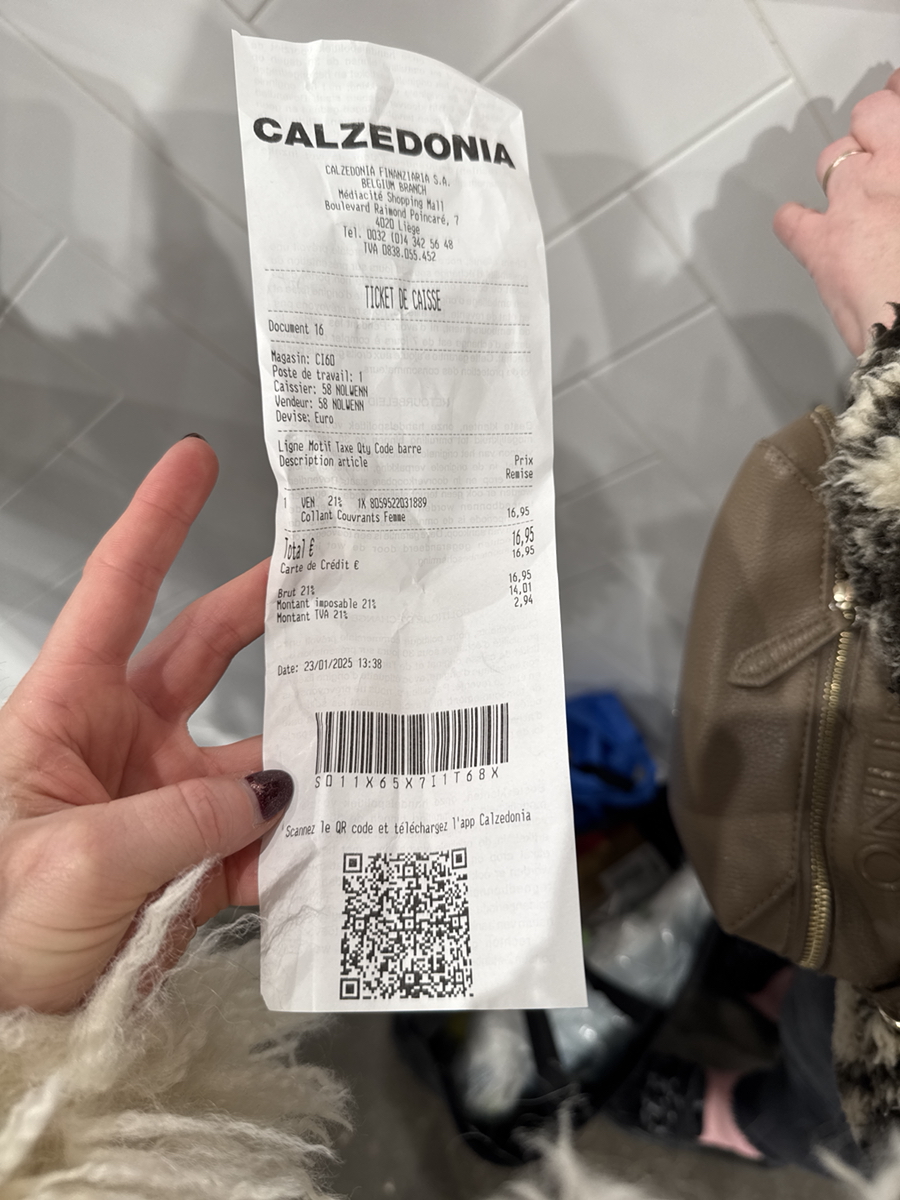 CALZEDONIA
CALZEDONIA FINANZIARIA S.A.
BELGIUM BRANCH
Médiacité Shopping Mall
Boulevard Raimond Poincaré, 7
4020 Liège
Tél. 0032 (0)4 342 56 48
TVA 0838.055.452
TICKET DE CAISSE
Document 16
Magasin: CI60
Poste de travail: 1
Caissier: 58 NOLWENN
Vendeur: 58 NOLWENN
Devise: Euro
Ligne Motif Taxe Qty Code barre
Description article Prix
Remise
1 VEN 21% 1X 8059522031889
Collant Couvrants Femme 16,95
Total € 16,95
Carte de Crédit € 16,95
Brut 21% 16,95
Montant imposable 21% 14,01
Montant TVA 21% 2,94
Date: 23/01/2025 13:38
S011X65X7I1T68X
Scannez le QR code et téléchargez l'app Calzedonia